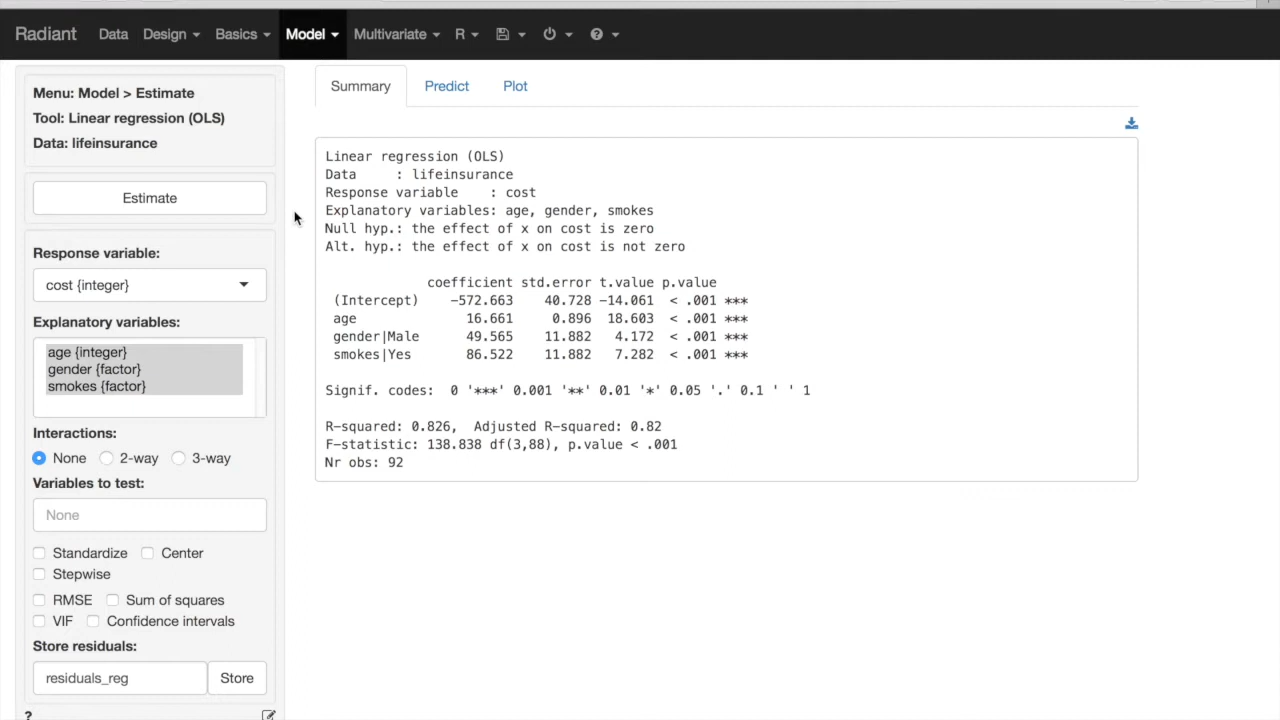 Radiant Data Design Basics Model Multivariate R
Menu: Model > Estimate
Tool: Linear regression (OLS)
Data: lifeinsurance
Estimate
Response variable:
cost {integer}
Explanatory variables:
age {integer}
gender {factor}
smokes {factor}
Interactions:
None 2-way 3-way
Variables to test:
None
Standardize Center
Stepwise
RMSE Sum of squares
VIF Confidence intervals
Store residuals:
residuals_reg Store
?
Summary Predict Plot
Linear regression (OLS)
Data : lifeinsurance
Response variable : cost
Explanatory variables: age, gender, smokes
Null hyp.: the effect of x on cost is zero
Alt. hyp.: the effect of x on cost is not zero
coefficient std.error t.value p.value
(Intercept) -572.663 40.728 -14.061 < .001 ***
age 16.661 0.896 18.603 < .001 ***
gender|Male 49.565 11.882 4.172 < .001 ***
smokes|Yes 86.522 11.882 7.282 < .001 ***
Signif. codes: 0 '***' 0.001 '**' 0.01 '*' 0.05 '.' 0.1 ' ' 1
R-squared: 0.826, Adjusted R-squared: 0.82
F-statistic: 138.838 df(3,88), p.value < .001
Nr obs: 92